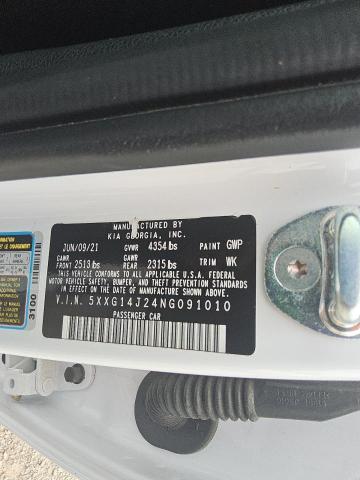 MANUFACTURED BY
KIA GEORGIA, INC.
JUN/09/21 GVWR 4354 lbs PAINT GWP
GAWR GAWR
FRONT 2513 lbs REAR 2315 lbs TRIM WK
THIS VEHICLE CONFORMS TO ALL APPLICABLE U.S.A. FEDERAL
MOTOR VEHICLE SAFETY, BUMPER, AND THEFT PREVENTION STANDARDS
IN EFFECT ON THE DATE OF MANUFACTURE SHOWN ABOVE.
V.I.N. 5XXG14J24NG091010
PASSENGER CAR
3100